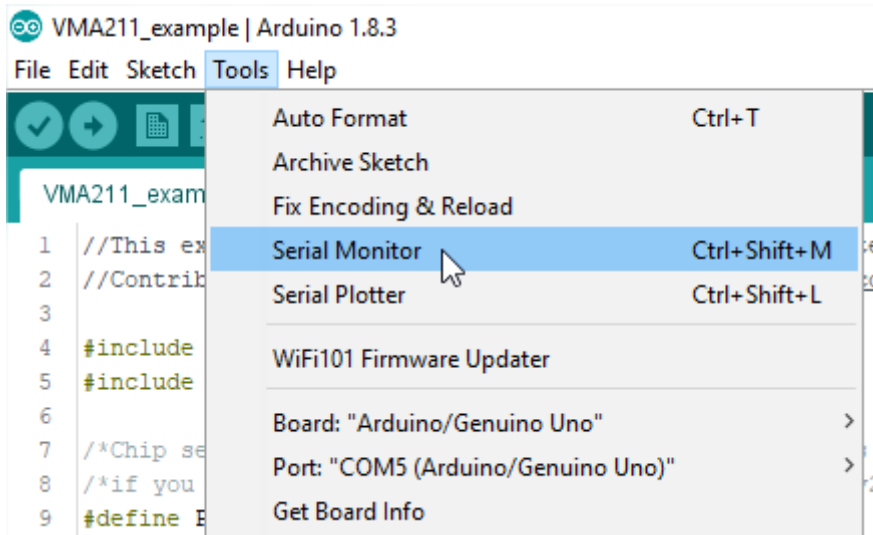 VMA211_example | Arduino 1.8.3
File Edit Sketch Tools Help
Auto Format Ctrl+T
Archive Sketch
VMA211_exam
Fix Encoding & Reload
1 //This ex
Serial Monitor Ctrl+Shift+M
2 //Contrib
Serial Plotter Ctrl+Shift+L
3
4 #include
WiFi101 Firmware Updater
5 #include
6
Board: "Arduino/Genuino Uno"
7 /*Chip se
Port: "COM5 (Arduino/Genuino Uno)"
8 /*if you
Get Board Info
9 #define